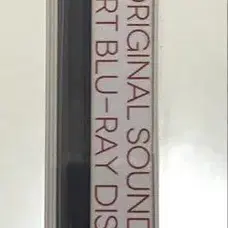 ORIGINAL SOUND
RT BLU-RAY DIS